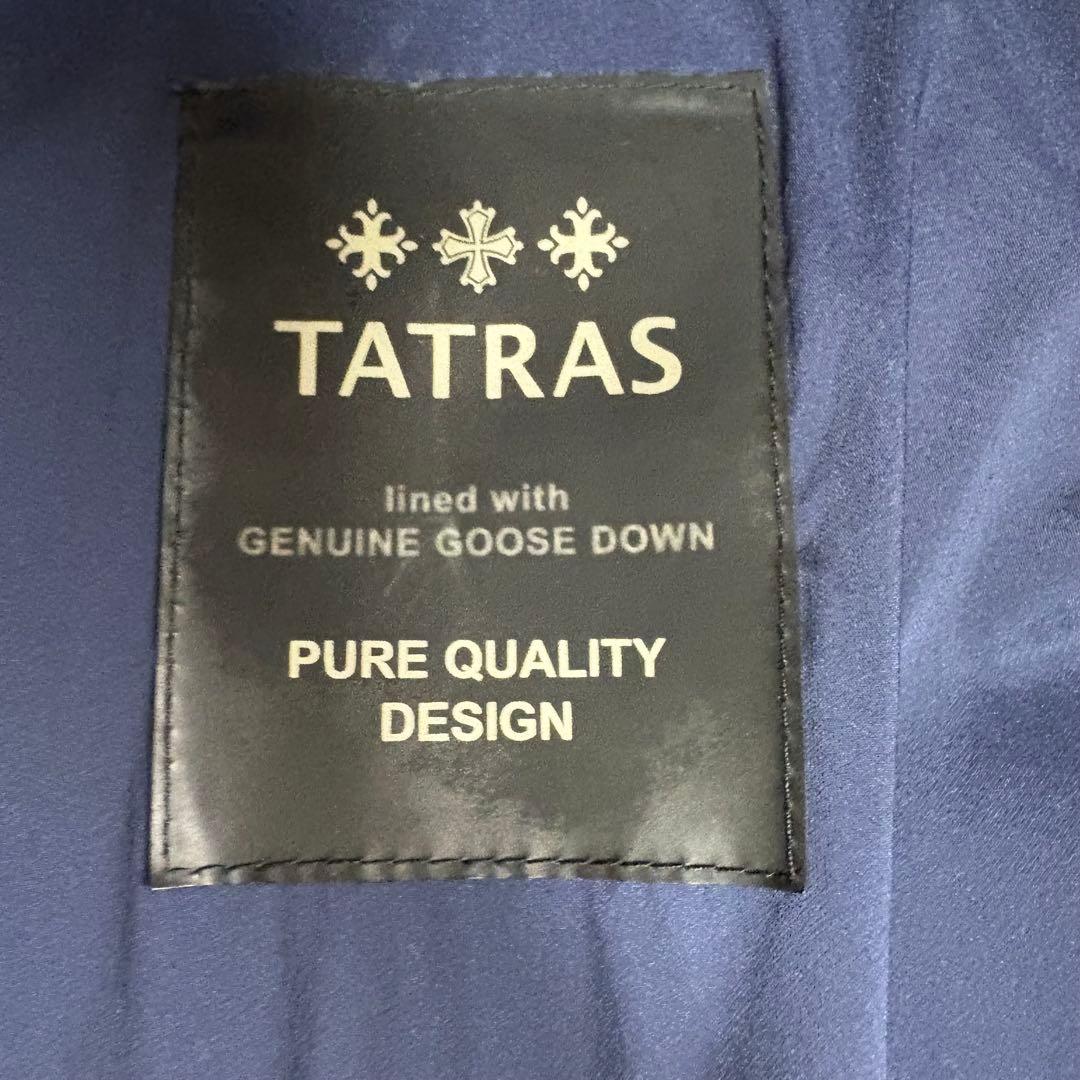 TATRAS
lined with
GENUINE GOOSE DOWN
PURE QUALITY
DESIGN